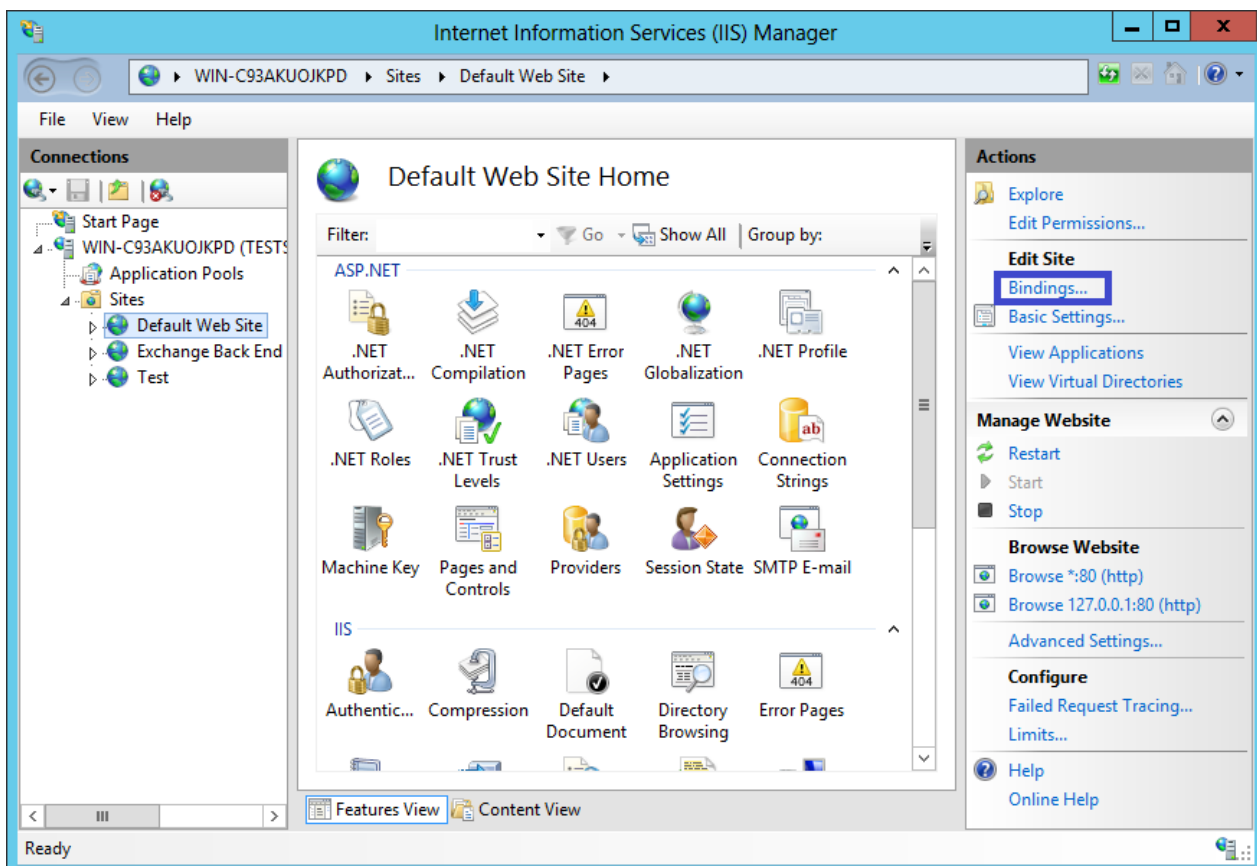 Internet Information Services (IIS) Manager
WIN-C93AKUOJKPD Sites Default Web Site
File View Help
Connections
Start Page
WIN-C93AKUOJKPD (TESTS
Application Pools
Sites
Default Web Site
Exchange Back End
Test
Default Web Site Home
Filter: Go Show All Group by:
ASP.NET
.NET Authorizat...
.NET Compilation
.NET Error Pages
.NET Globalization
.NET Profile
.NET Roles
.NET Trust Levels
.NET Users
Application Settings
Connection Strings
Machine Key
Pages and Controls
Providers
Session State
SMTP E-mail
IIS
Authentic...
Compression
Default Document
Directory Browsing
Error Pages
Features View
Content View
Actions
Explore
Edit Permissions...
Edit Site
Bindings...
Basic Settings...
View Applications
View Virtual Directories
Manage Website
Restart
Start
Stop
Browse Website
Browse *:80 (http)
Browse 127.0.0.1:80 (http)
Advanced Settings...
Configure
Failed Request Tracing...
Limits...
Help
Online Help
Ready